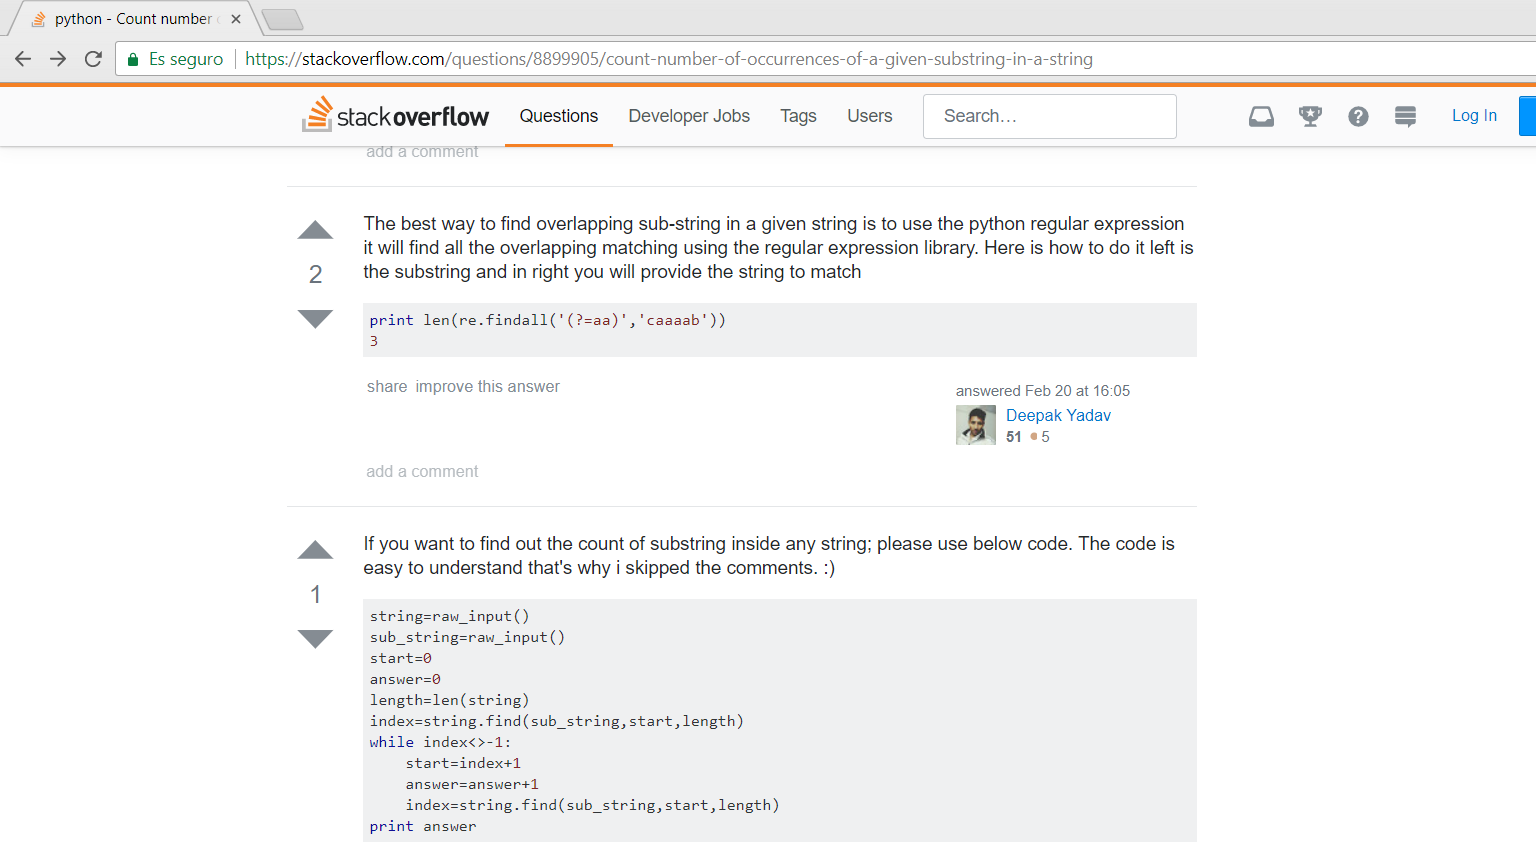 python - Count number
Es seguro https://stackoverflow.com/questions/8899905/count-number-of-occurrences-of-a-given-substring-in-a-string
stackoverflow Questions Developer Jobs Tags Users Search... Log In
add a comment
The best way to find overlapping sub-string in a given string is to use the python regular expression
it will find all the overlapping matching using the regular expression library. Here is how to do it left is
2
the substring and in right you will provide the string to match
print len(re.findall('(?=aa)','caaaab'))
3
share improve this answer
answered Feb 20 at 16:05
Deepak Yadav
51 5
add a comment
If you want to find out the count of substring inside any string; please use below code. The code is
easy to understand that's why i skipped the comments. :)
1
string=raw_input()
sub_string=raw_input()
start=0
answer=0
length=len(string)
index=string.find(sub_string,start,length)
while index<>-1:
    start=index+1
    answer=answer+1
    index=string.find(sub_string,start,length)
print answer